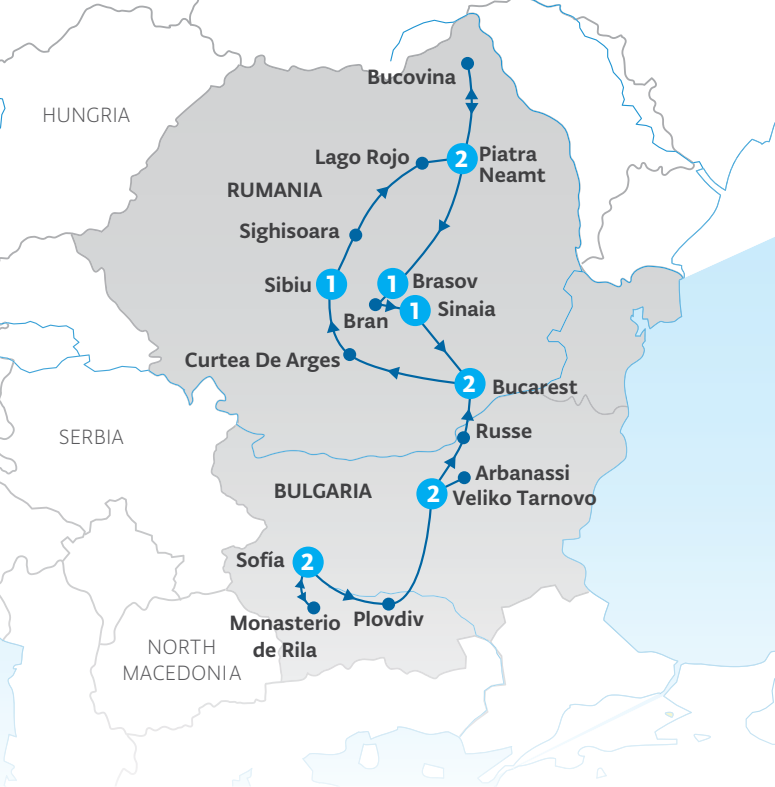 Bucovina
HUNGRIA
Lago Rojo
2
Piatra
Neamt
RUMANIA
Sighisoara
Sibiu
1
1
Brasov
Bran
1
Sinaia
Curtea De Arges
2
Bucarest
Russe
SERBIA
Arbanassi
BULGARIA
2
Veliko Tarnovo
Sofía
2
Monasterio
de Rila
Plovdiv
NORTH
MACEDONIA